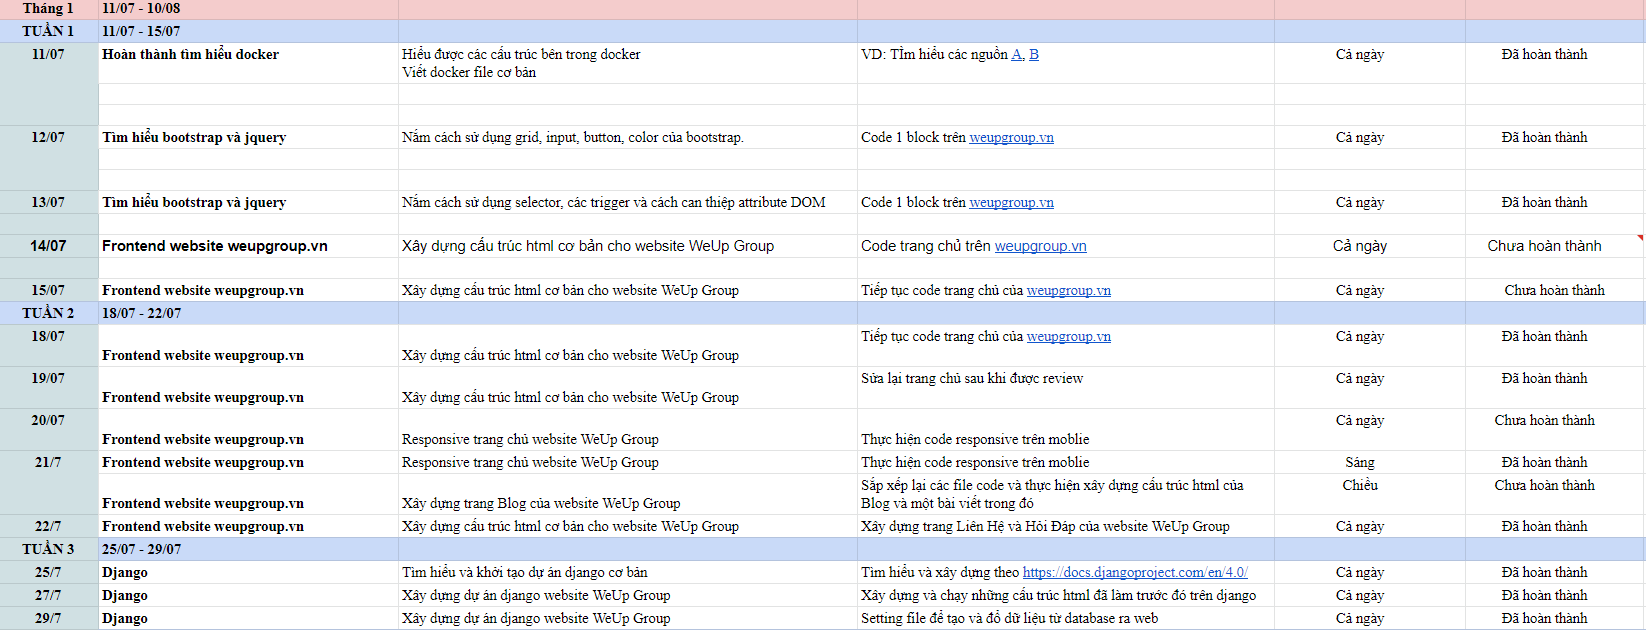 Tháng 1 11/07 - 10/08
TUẦN 1 11/07 - 15/07
11/07 Hoàn thành tìm hiểu docker Hiểu được các cấu trúc bên trong docker VD: TÌm hiểu các nguồn A, B Cả ngày Đã hoàn thành
Viết docker file cơ bản
12/07 Tìm hiểu bootstrap và jquery Nắm cách sử dụng grid, input, button, color của bootstrap. Code 1 block trên weupgroup.vn Cả ngày Đã hoàn thành
13/07 Tìm hiểu bootstrap và jquery Nắm cách sử dụng selector, các trigger và cách can thiệp attribute DOM Code 1 block trên weupgroup.vn Cả ngày Đã hoàn thành
14/07 Frontend website weupgroup.vn Xây dựng cấu trúc html cơ bản cho website WeUp Group Code trang chủ trên weupgroup.vn Cả ngày Chưa hoàn thành
15/07 Frontend website weupgroup.vn Xây dựng cấu trúc html cơ bản cho website WeUp Group Tiếp tục code trang chủ của weupgroup.vn Cả ngày Chưa hoàn thành
TUẦN 2 18/07 - 22/07
18/07 Tiếp tục code trang chủ của weupgroup.vn Cả ngày Đã hoàn thành
Frontend website weupgroup.vn Xây dựng cấu trúc html cơ bản cho website WeUp Group
19/07 Sửa lại trang chủ sau khi được review Cả ngày Đã hoàn thành
Frontend website weupgroup.vn Xây dựng cấu trúc html cơ bản cho website WeUp Group
20/07 Cả ngày Chưa hoàn thành
Frontend website weupgroup.vn Responsive trang chủ website WeUp Group Thực hiện code responsive trên moblie
21/7 Frontend website weupgroup.vn Responsive trang chủ website WeUp Group Thực hiện code responsive trên moblie Sáng Đã hoàn thành
Sắp xếp lại các file code và thực hiện xây dựng cấu trúc html của Chiều Chưa hoàn thành
Frontend website weupgroup.vn Xây dựng trang Blog của website WeUp Group Blog và một bài viết trong đó
22/7 Frontend website weupgroup.vn Xây dựng cấu trúc html cơ bản cho website WeUp Group Xây dựng trang Liên Hệ và Hỏi Đáp của website WeUp Group Cả ngày Đã hoàn thành
TUẦN 3 25/07 - 29/07
25/7 Django Tìm hiểu và khởi tạo dự án django cơ bản Tìm hiểu và xây dựng theo https://docs.djangoproject.com/en/4.0/ Cả ngày Đã hoàn thành
27/7 Django Xây dựng dự án django website WeUp Group Xây dựng và chạy những cấu trúc html đã làm trước đó trên django Cả ngày Đã hoàn thành
29/7 Django Xây dựng dự án django website WeUp Group Setting file để tạo và đổ dữ liệu từ database ra web Cả ngày Đã hoàn thành